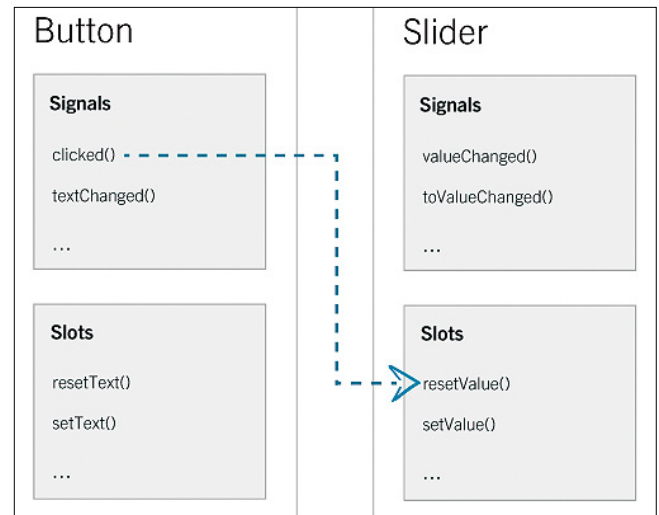 Button
Signals
clicked()
textChanged()
...
Slots
resetText()
setText()
...
Slider
Signals
valueChanged()
toValueChanged()
...
Slots
resetValue()
setValue()
...